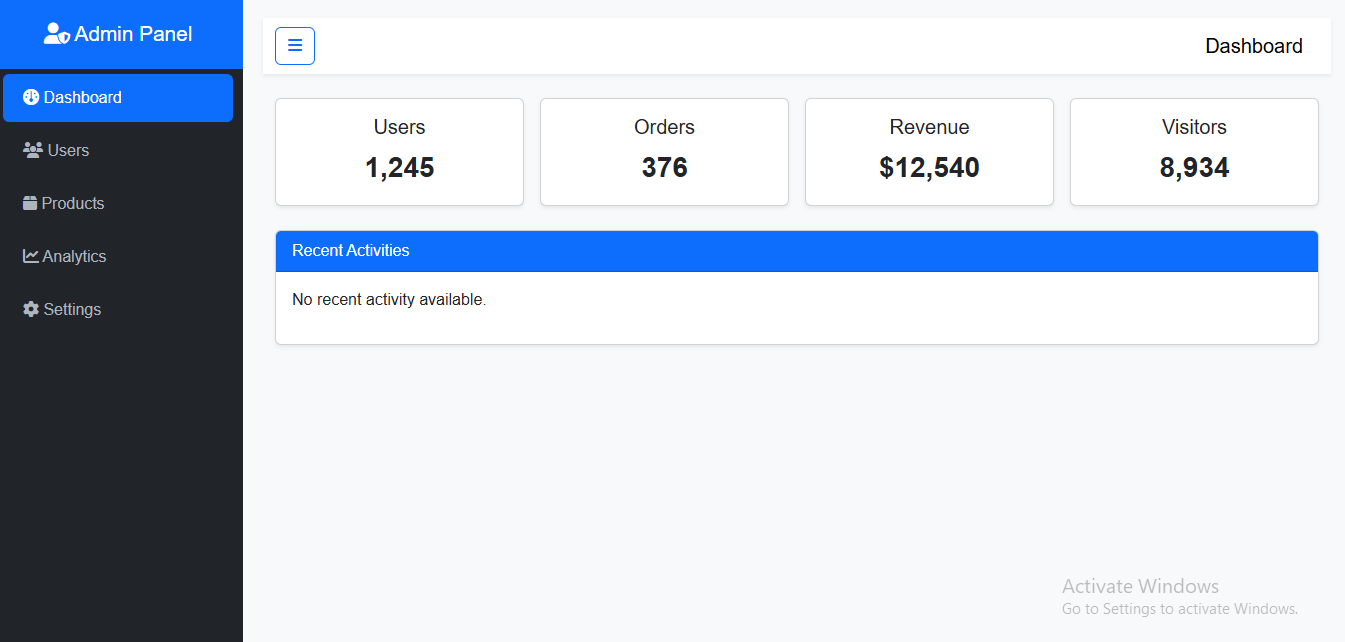 Admin Panel
Dashboard
Users
Products
Analytics
Settings
Dashboard
Users
1,245
Orders
376
Revenue
$12,540
Visitors
8,934
Recent Activities
No recent activity available.
Activate Windows
Go to Settings to activate Windows.